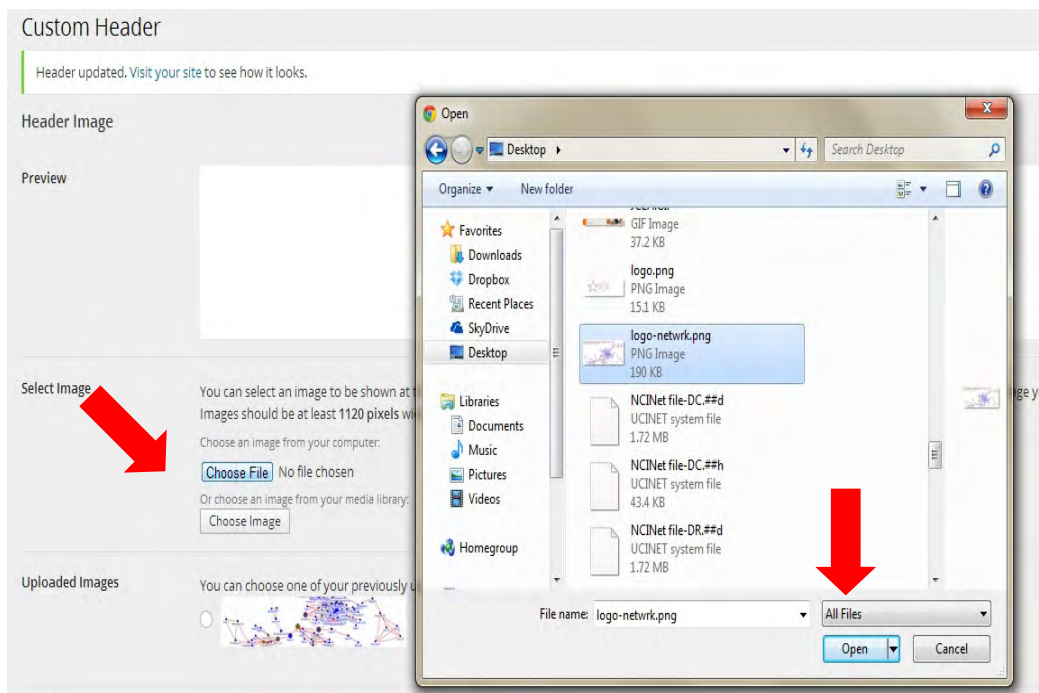 Custom Header
Header updated. Visit your site to see how it looks.
Header Image
Preview
Select Image
You can select an image to be shown at t
Images should be at least 1120 pixels wi
Choose an image from your computer:
Choose File No file chosen
Or choose an image from your media library:
Choose Image
Uploaded Images
You can choose one of your previously u
ge y
Open
X
Desktop
Search Desktop
Organize
New folder
Favorites
Downloads
Dropbox
Recent Places
SkyDrive
Desktop
Libraries
Documents
Music
Pictures
Videos
Homegroup
GIF Image
37.2 KB
logo.png
PNG Image
15.1 KB
logo-netwrk.png
PNG Image
190 KB
NCINet file-DC.##d
UCINET system file
1.72 MB
NCINet file-DC.##h
UCINET system file
43.4 KB
NCINet file-DR.##d
UCINET system file
1.72 MB
File name: logo-netwrk.png
All Files
Open
Cancel